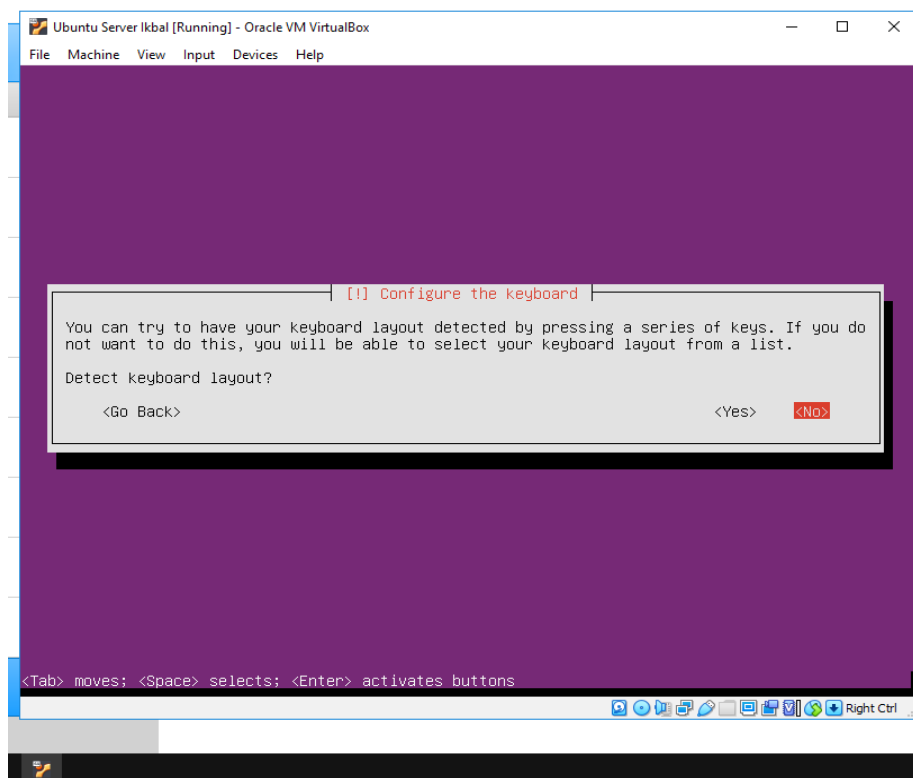 Ubuntu Server Ikbal [Running] - Oracle VM VirtualBox
File Machine View Input Devices Help
[!] Configure the keyboard
You can try to have your keyboard layout detected by pressing a series of keys. If you do
not want to do this, you will be able to select your keyboard layout from a list.
Detect keyboard layout?
<Go Back> <Yes> <No>
<Tab> moves; <Space> selects; <Enter> activates buttons
Right Ctrl